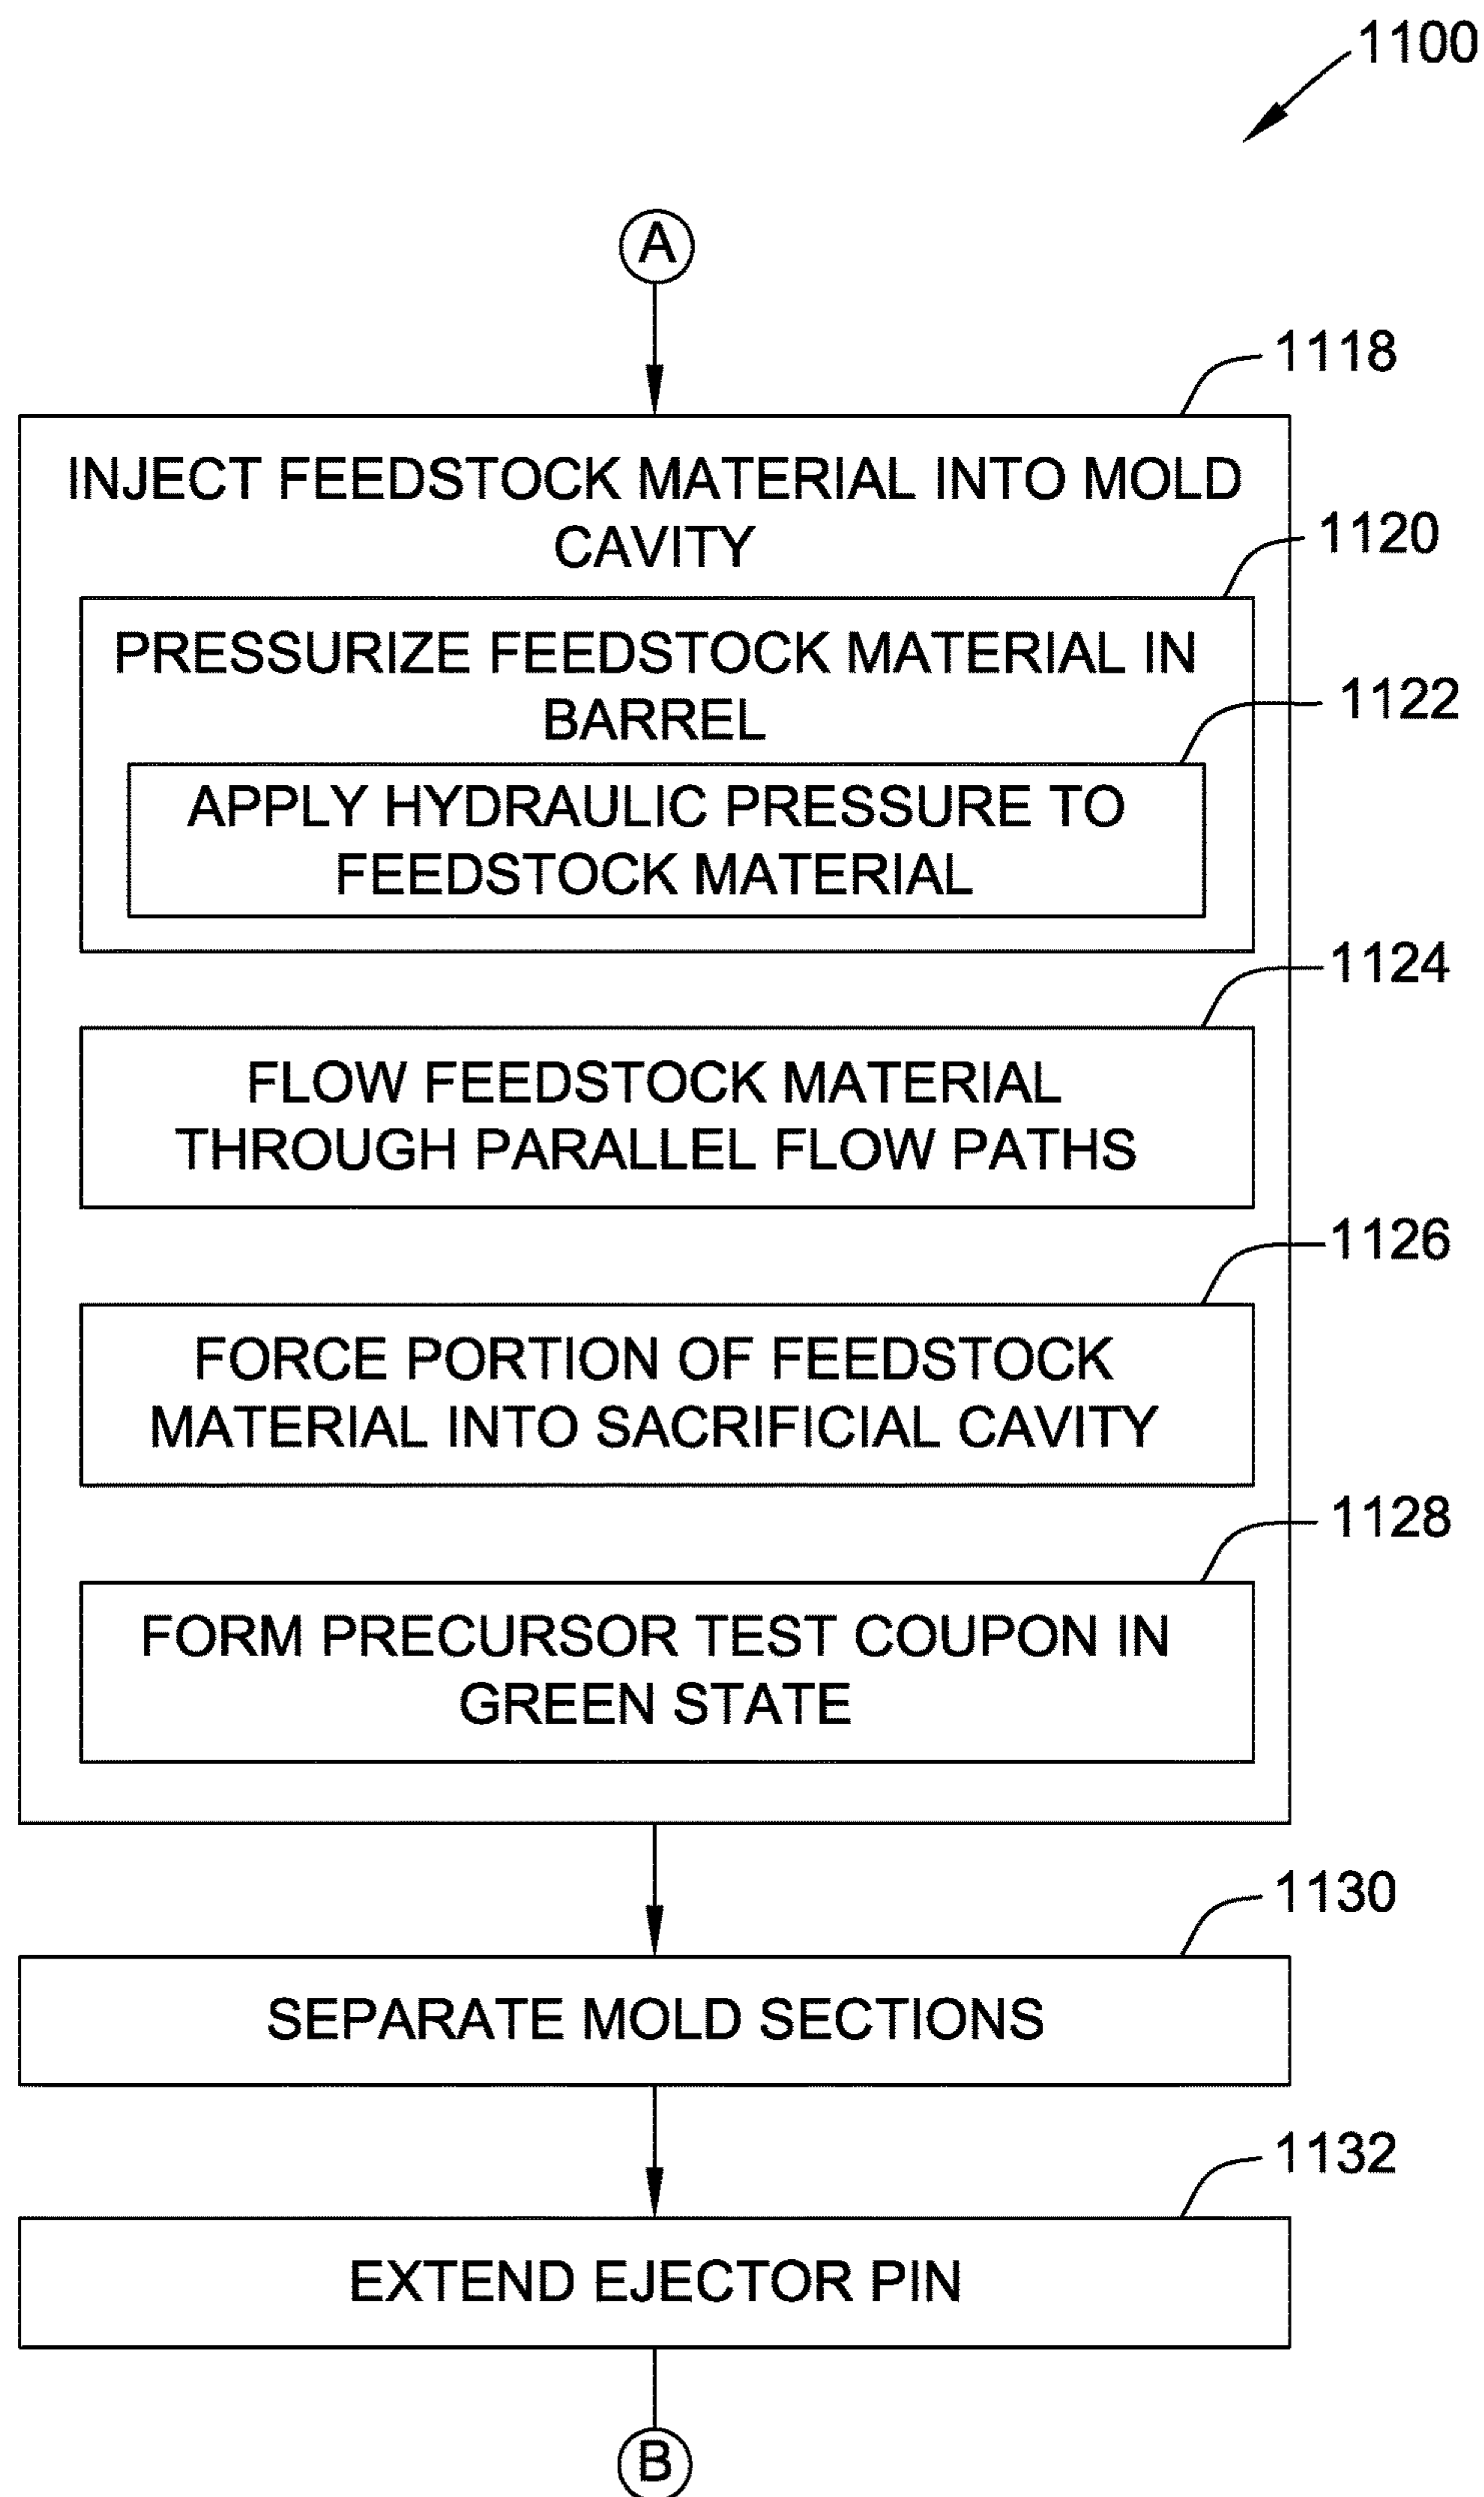 1100
A
1118
INJECT FEEDSTOCK MATERIAL INTO MOLD
CAVITY
1120
PRESSURIZE FEEDSTOCK MATERIAL IN
BARREL
1122
APPLY HYDRAULIC PRESSURE TO
FEEDSTOCK MATERIAL
1124
FLOW FEEDSTOCK MATERIAL
THROUGH PARALLEL FLOW PATHS
1126
FORCE PORTION OF FEEDSTOCK
MATERIAL INTO SACRIFICIAL CAVITY
1128
FORM PRECURSOR TEST COUPON IN
GREEN STATE
1130
SEPARATE MOLD SECTIONS
1132
EXTEND EJECTOR PIN
B